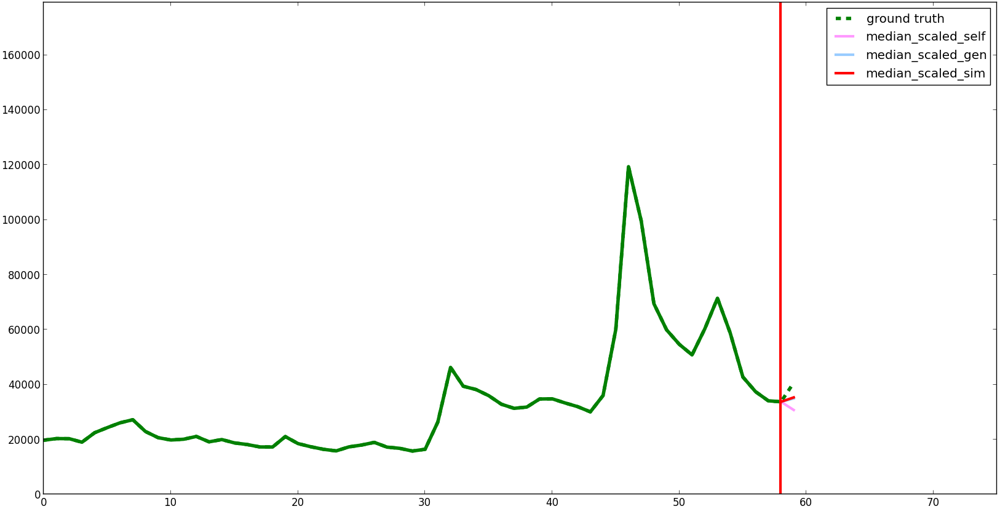 ground truth
median_scaled_self
median_scaled_gen
median_scaled_sim
160000
140000
120000
100000
80000
60000
40000
20000
0
0 10 20 30 40 50 60 70